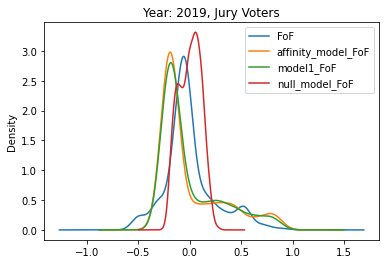 Year: 2019, Jury Voters
FoF
affinity_model_FoF
model1_FoF
null_model_FoF
Density
3.0
2.5
2.0
1.5
1.0
0.5
0.0
−1.0
−0.5
0.0
0.5
1.0
1.5